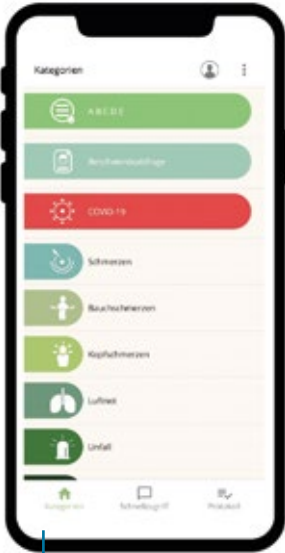 Kategorien
A B C D E
Beschwerdeabfrage
COVID-19
Schmerzen
Bauchschmerzen
Kopfschmerzen
Luftnot
Unfall
Kategorien
Schnellzugriff
Protokoll